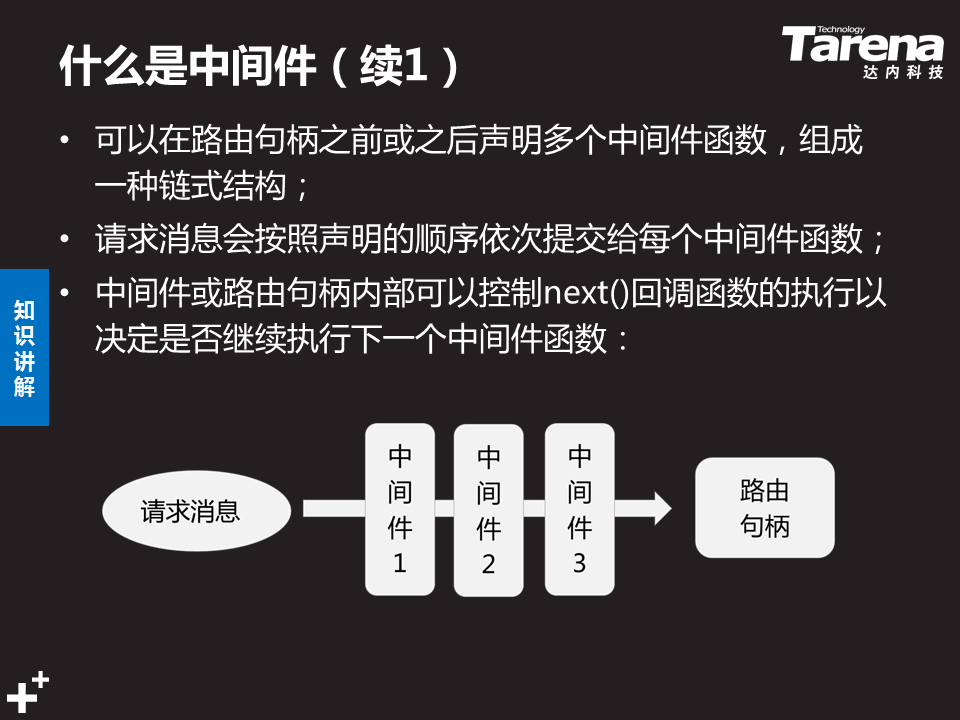 什么是中间件（续1）
Technology
Tarena
达内科技
• 可以在路由句柄之前或之后声明多个中间件函数，组成
一种链式结构；
• 请求消息会按照声明的顺序依次提交给每个中间件函数；
• 中间件或路由句柄内部可以控制next()回调函数的执行以
决定是否继续执行下一个中间件函数：
知
识
讲
解
请求消息
中
间
件
1
中
间
件
2
中
间
件
3
路由
句柄